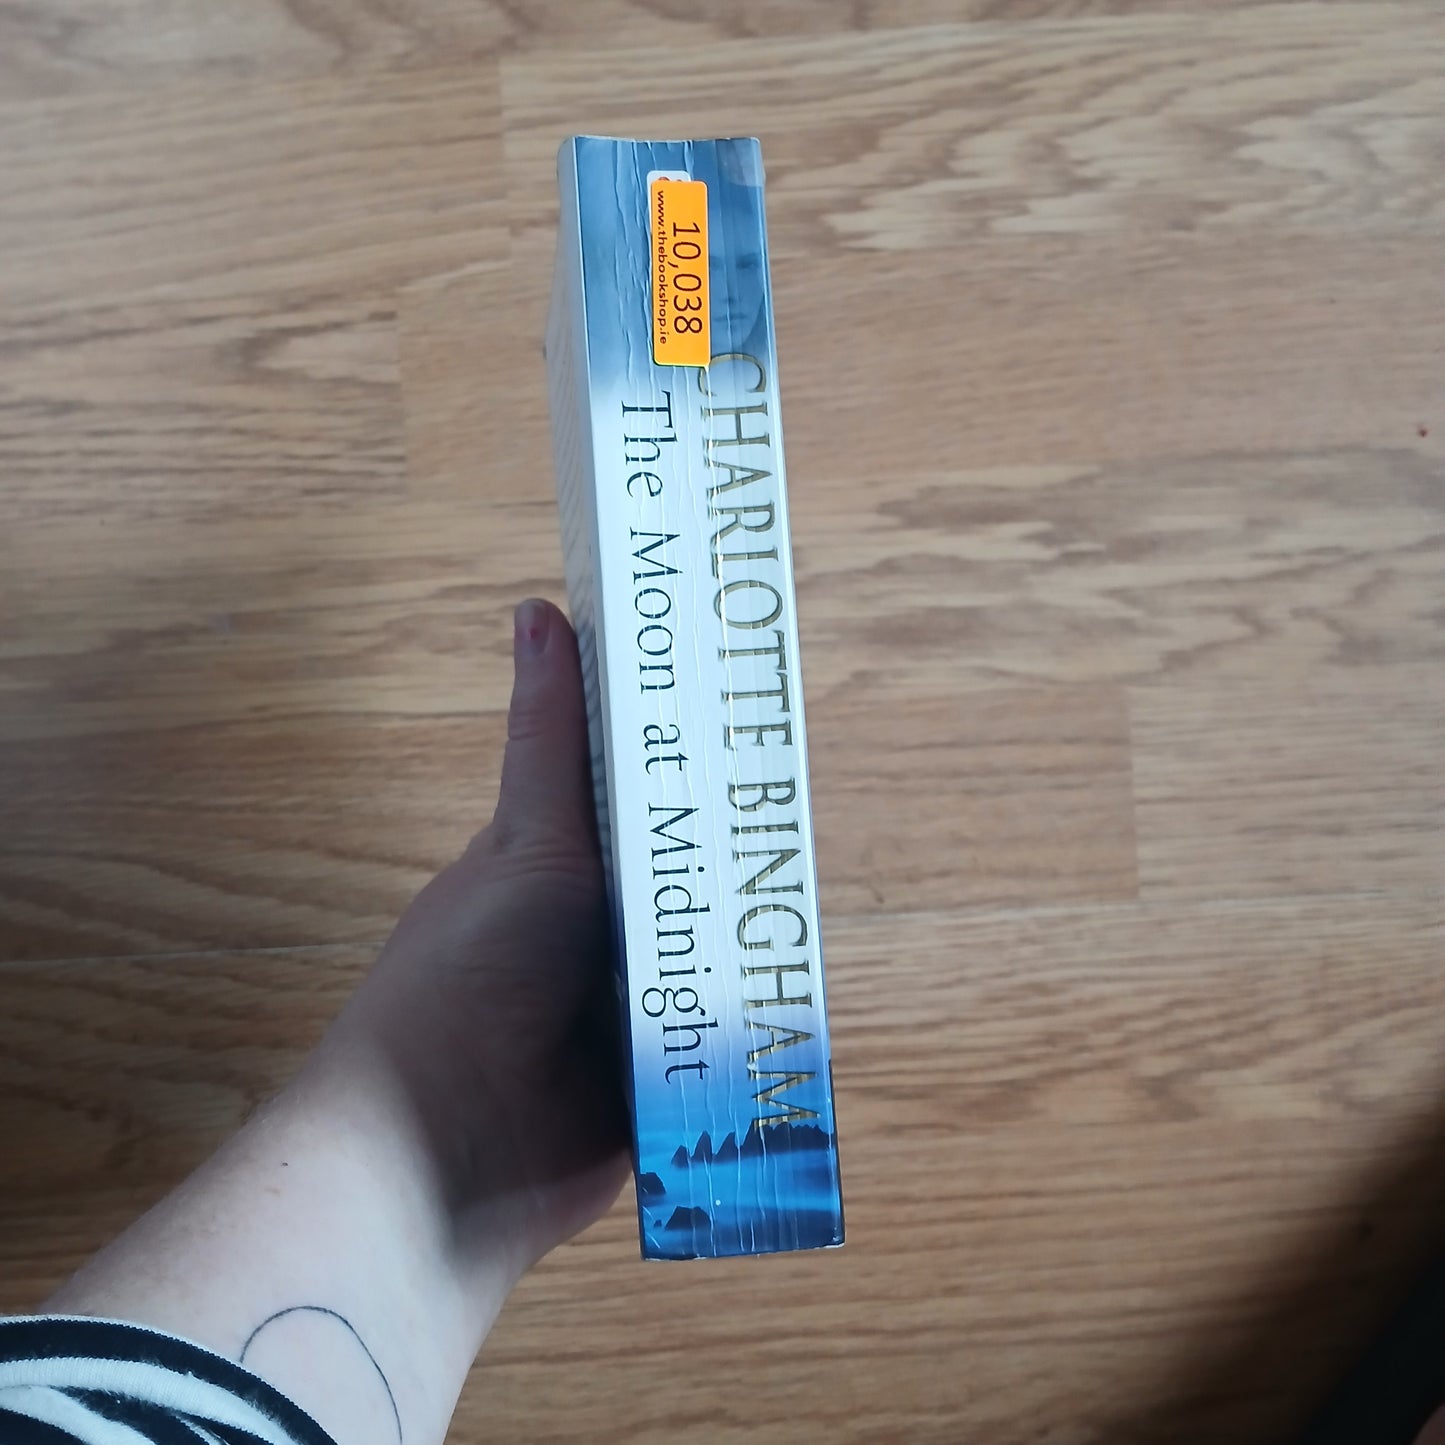 10,038
www.thebookshop.ie
CHARLOTTE BINGHAM
The Moon at Midnight